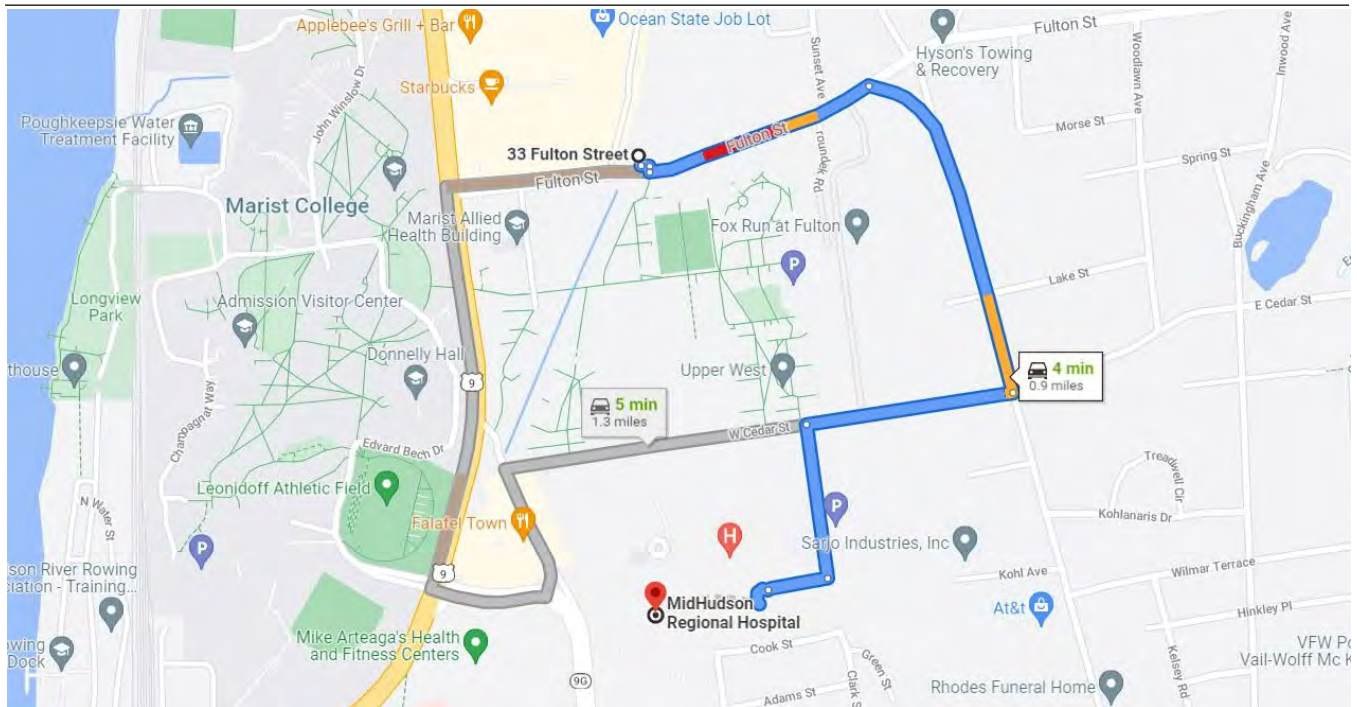 Applebee's Grill + Bar
Ocean State Job Lot
Fulton St
Hyson's Towing
& Recovery
Inwood Ave
Woodlawn Ave
Sunset Ave
John Winslow Dr
Starbucks
Poughkeepsie Water
Treatment Facility
Fulton St
Morse St
33 Fulton Street
Spring St
roundek Rd
Fulton St
Marist College
Marist Allied
Health Building
Fox Run at Fulton
Buckingham Ave
P
Longview
Park
Lake St
Admission Visitor Center
E Cedar St
thouse
Donnelly Hall
9
Upper West
4 min
0.9 miles
5 min
1.3 miles
W Cedar St
Champagnat Way
Edvard Bech Dr
Treadwell Cir
Leonidoff Athletic Field
N Water St
P
Falafel Town
H
P
Kohlanaris Dr
Sarjo Industries, Inc
son River Rowing
ciation - Training...
9
Kohl Ave
Wilmar Terrace
MidHudson
Regional Hospital
At&t
Hinkley Pl
Mike Arteaga's Health
and Fitness Centers
owing
Dock
Cook St
Green St
VFW Po
Vail-Wolff Mc K
Kelsey Rd
9G
Adams St
Clark S
Rhodes Funeral Home